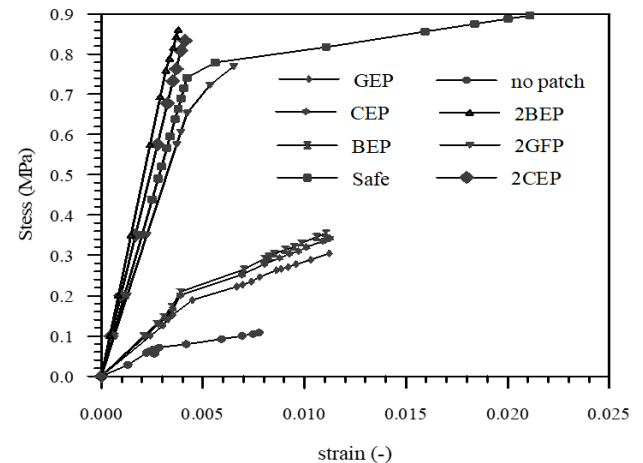 0.9
0.8
0.7
0.6
0.5
0.4
0.3
0.2
0.1
0.0
Stess (MPa)
GEP
no patch
CEP
2BEP
BEP
2GFP
Safe
2CEP
0.000
0.005
0.010
0.015
0.020
0.025
strain (-)